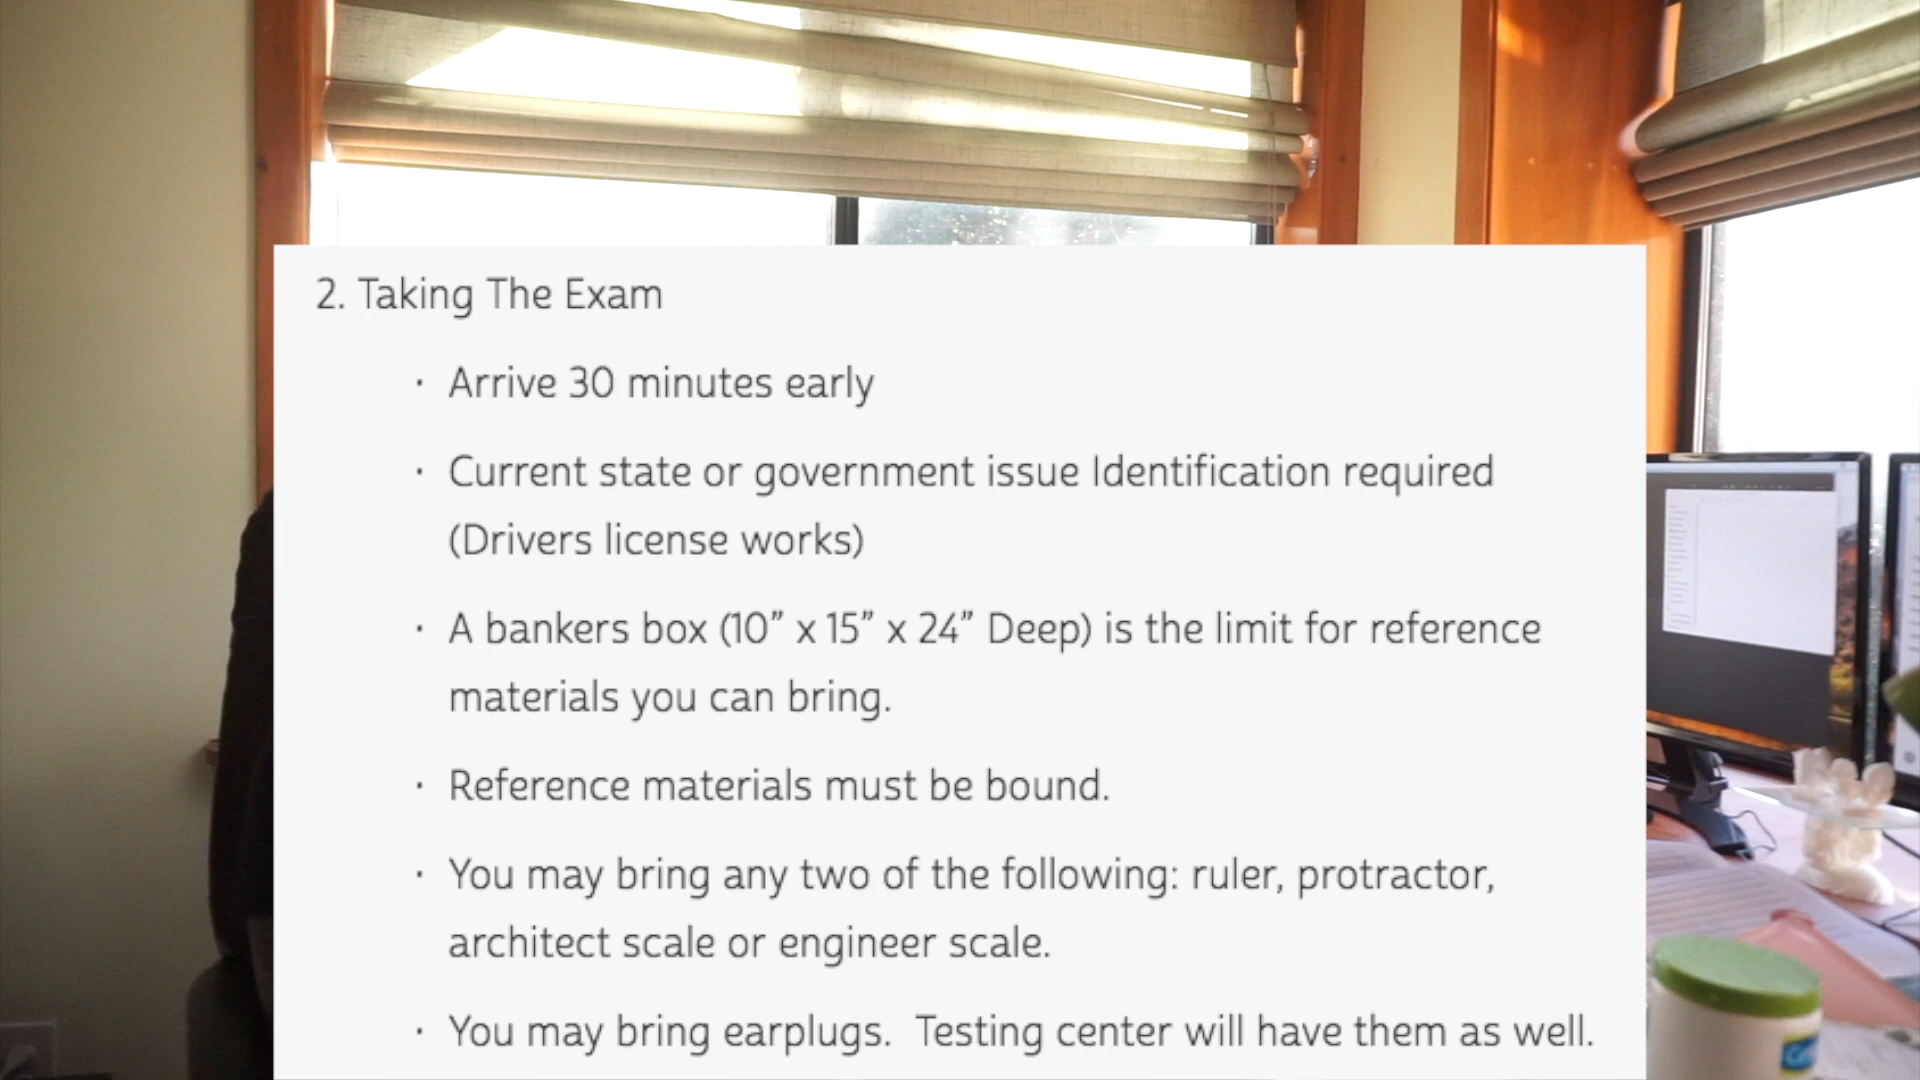 2. Taking The Exam
· Arrive 30 minutes early
· Current state or government issue Identification required
(Drivers license works)
· A bankers box (10” x 15” x 24” Deep) is the limit for reference
materials you can bring.
· Reference materials must be bound.
· You may bring any two of the following: ruler, protractor,
architect scale or engineer scale.
· You may bring earplugs.  Testing center will have them as well.